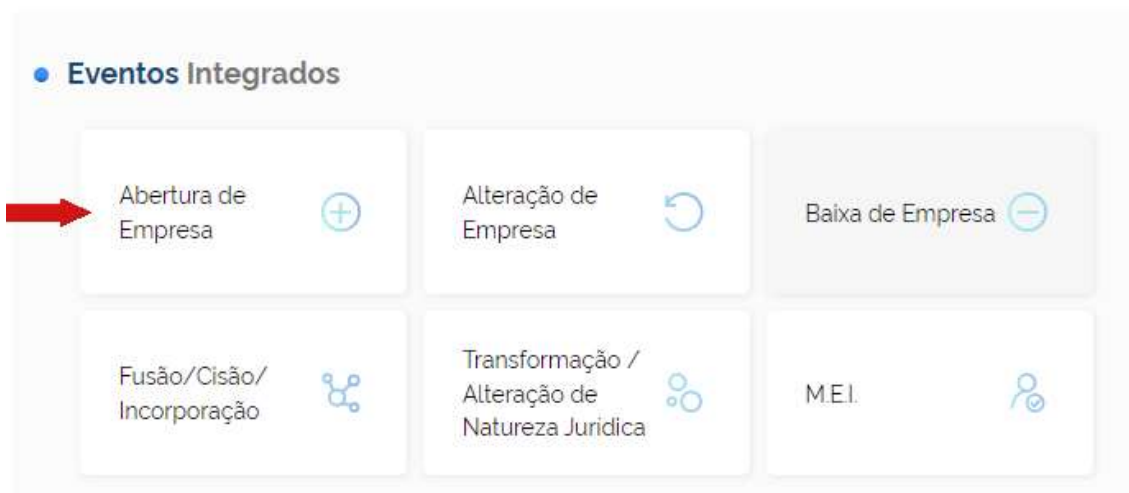 Eventos Integrados
Abertura de
Empresa
Alteração de
Empresa
Baixa de Empresa
Fusão/Cisão/
Incorporação
Transformação /
Alteração de
Natureza Juridica
M.E.I.